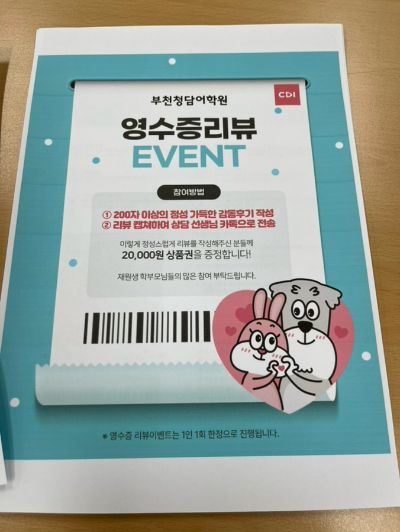 부천청담어학원
CDI
영수증리뷰
EVENT
참여방법
① 200자 이상의 정성 가득한 감동후기 작성
② 리뷰 캡쳐하여 상담 선생님 카톡으로 전송
이렇게 정성스럽게 리뷰를 작성해주신 분들께
20,000원 상품권을 증정합니다!
재원생 학부모님들의 많은 참여 부탁드립니다.
* 영수증 리뷰이벤트는 1인 1회 한정으로 진행됩니다.